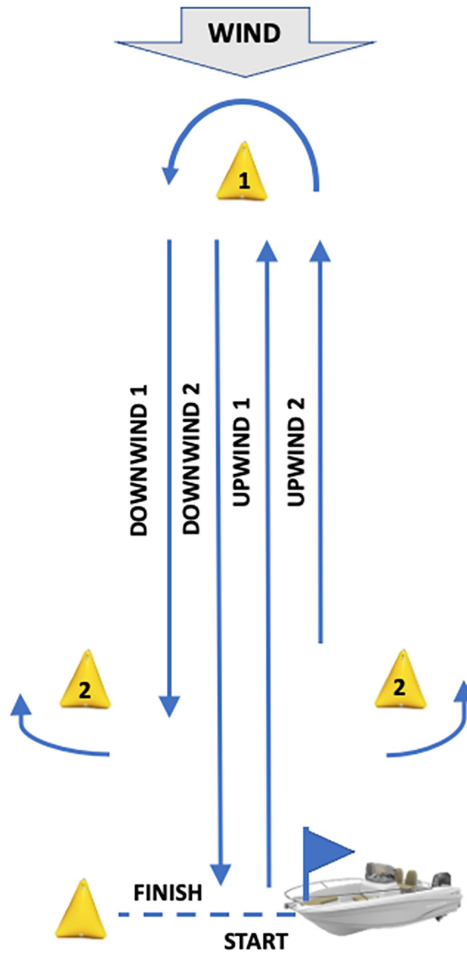 WIND
1
DOWNWIND 1
DOWNWIND 2
UPWIND 1
UPWIND 2
2
2
FINISH
START